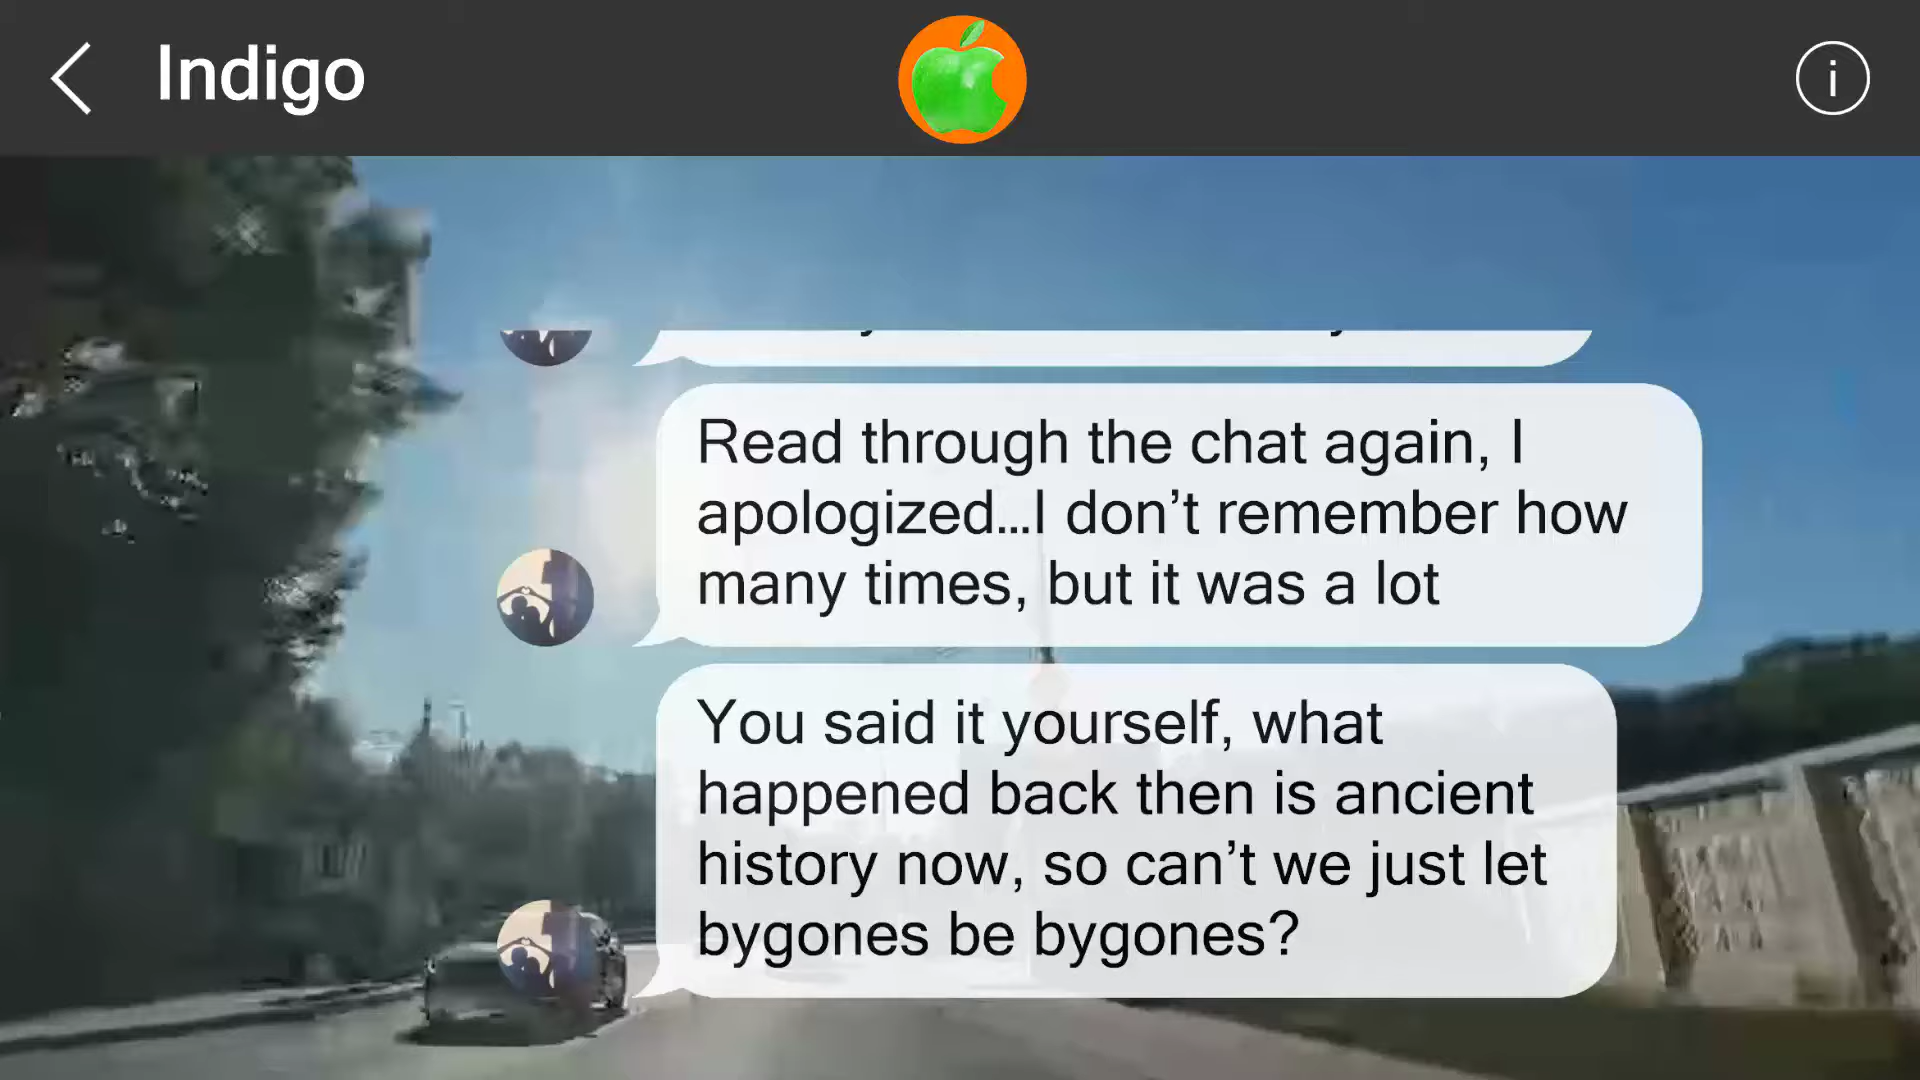 Indigo
Read through the chat again, I
apologized...I don’t remember how
many times, but it was a lot
You said it yourself, what
happened back then is ancient
history now, so can’t we just let
bygones be bygones?